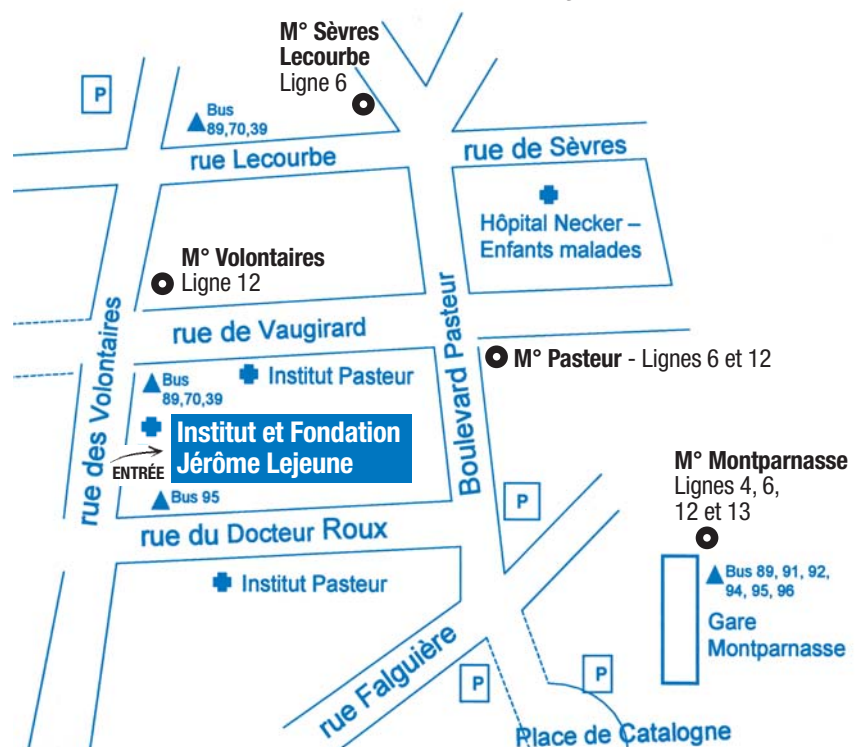 M° Sèvres
Lecourbe
Ligne 6
P
Bus
89,70,39
rue Lecourbe
rue de Sèvres
Hôpital Necker –
Enfants malades
M° Volontaires
Ligne 12
rue des Volontaires
rue de Vaugirard
Boulevard Pasteur
M° Pasteur - Lignes 6 et 12
Institut Pasteur
Bus
89,70,39
Institut et Fondation
Jérôme Lejeune
ENTRÉE
Bus 95
rue du Docteur Roux
Institut Pasteur
P
M° Montparnasse
Lignes 4, 6,
12 et 13
Bus 89, 91, 92,
94, 95, 96
Gare
Montparnasse
rue Falguière
P
P
Place de Catalogne